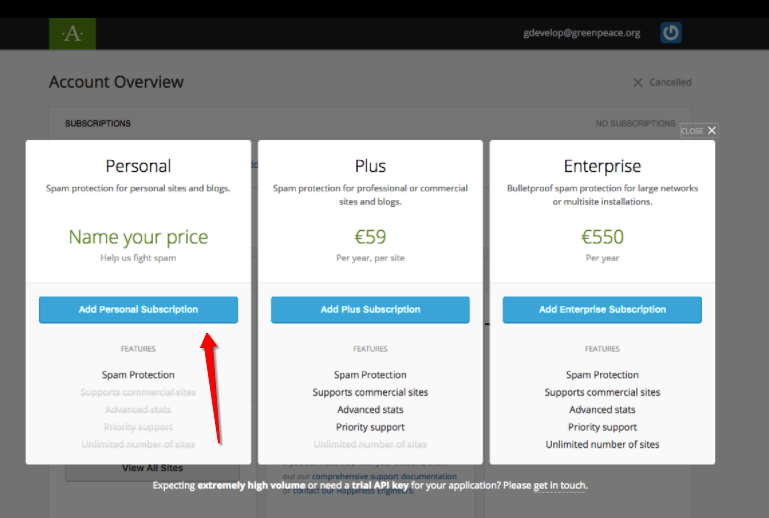 ·A·
gdevelop@greenpeace.org
Account Overview
Cancelled
SUBSCRIPTIONS
NO SUBSCRIPTIONS
CLOSE
Personal
Spam protection for personal sites and blogs.
Name your price
Help us fight spam
Add Personal Subscription
FEATURES
Spam Protection
Supports commercial sites
Advanced stats
Priority support
Unlimited number of sites
Plus
Spam protection for professional or commercial
sites and blogs.
€59
Per year, per site
Add Plus Subscription
FEATURES
Spam Protection
Supports commercial sites
Advanced stats
Priority support
Unlimited number of sites
Enterprise
Bulletproof spam protection for large networks
or multisite installations.
€550
Per year
Add Enterprise Subscription
FEATURES
Spam Protection
Supports commercial sites
Advanced stats
Priority support
Unlimited number of sites
View All Sites
out our comprehensive support documentation
or contact our Happiness Engineers.
Expecting extremely high volume or need a trial API key for your application? Please get in touch.